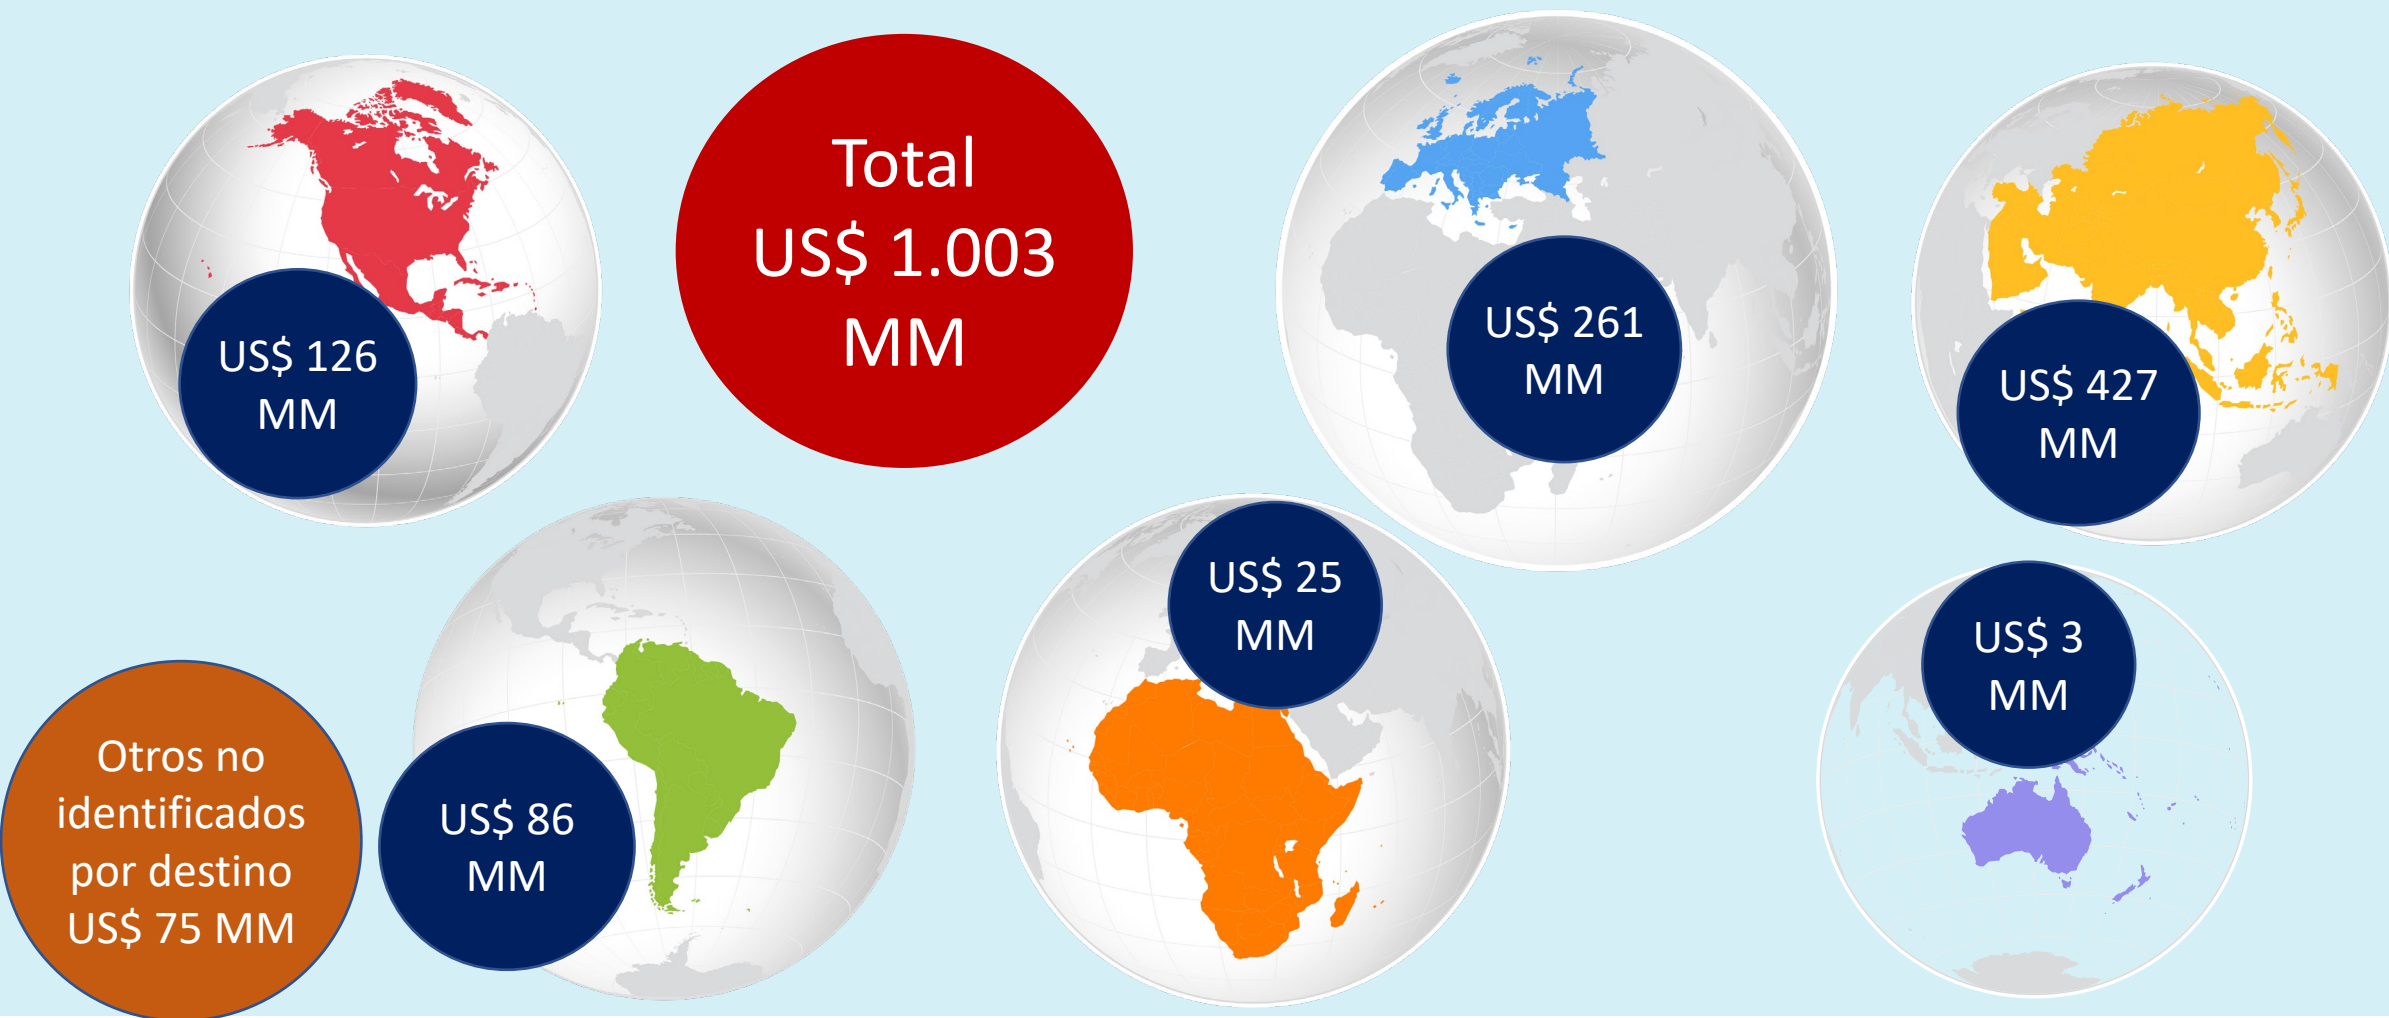 Total
US$ 1.003
MM
US$ 126
MM
US$ 261
MM
US$ 427
MM
US$ 25
MM
US$ 3
MM
Otros no
identificados
por destino
US$ 75 MM
US$ 86
MM